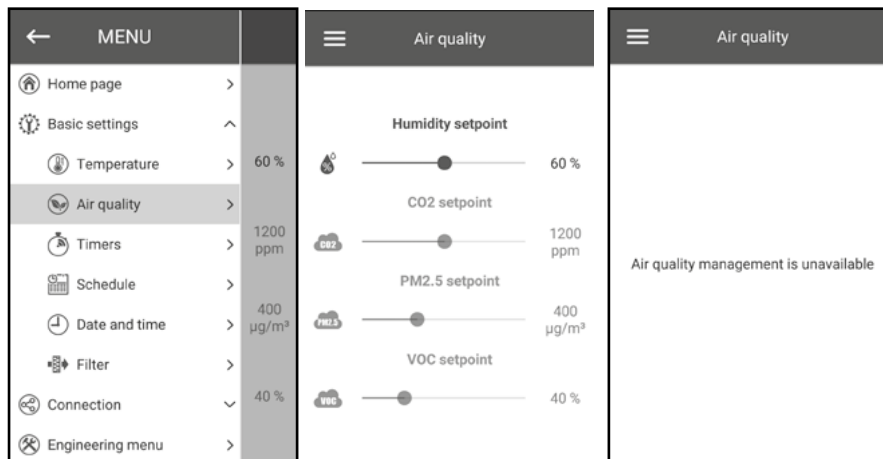 MENU
Home page
Basic settings
Temperature
Air quality
Timers
Schedule
Date and time
Filter
Connection
Engineering menu
60 %
1200
ppm
400
µg/m³
40 %
Air quality
Humidity setpoint
%
60 %
CO2 setpoint
CO2
1200
ppm
PM2.5 setpoint
PM2.5
400
µg/m³
VOC setpoint
VOC
40 %
Air quality
Air quality management is unavailable